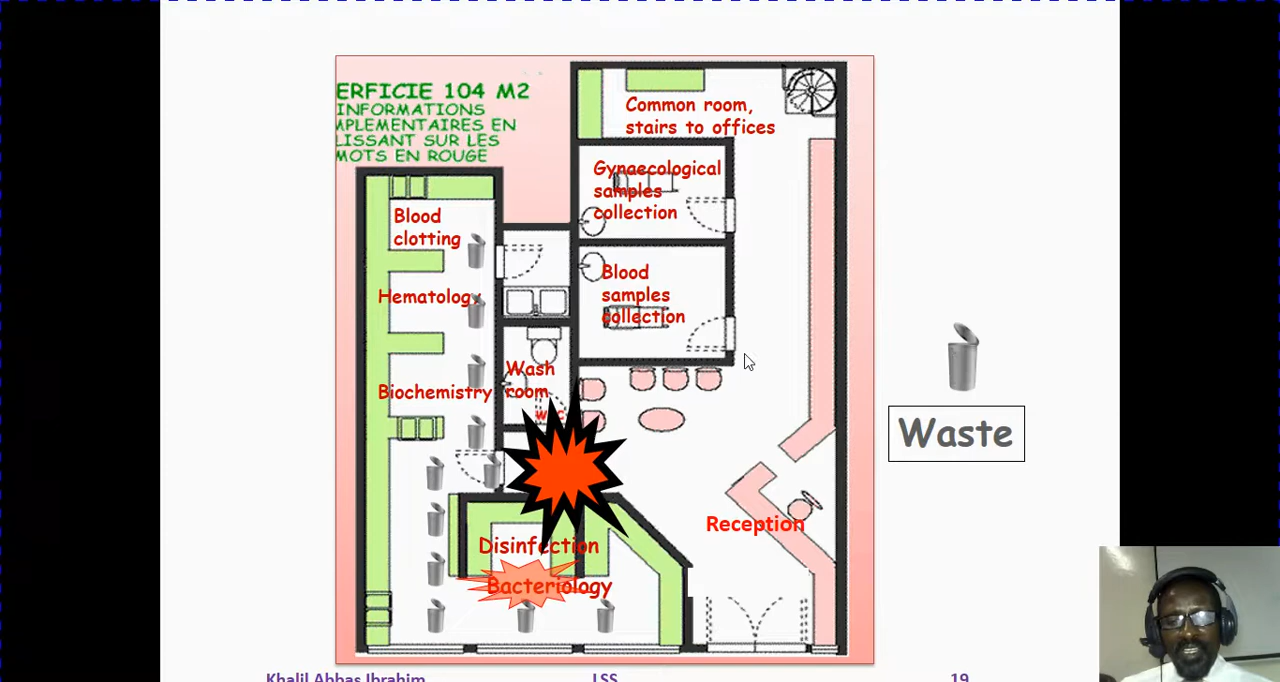 ERFICIE 104 M2
INFORMATIONS
MPLEMENTAIRES EN
LISSANT SUR LES
MOTS EN ROUGE
Common room,
stairs to offices
Gynaecological
samples
collection
Blood
clotting
Blood
samples
collection
Hematology
Wash
room
Biochemistry
Waste
Reception
Disinfection
Bacteriology
Khalil Abbas Ibrahim
LSS
19